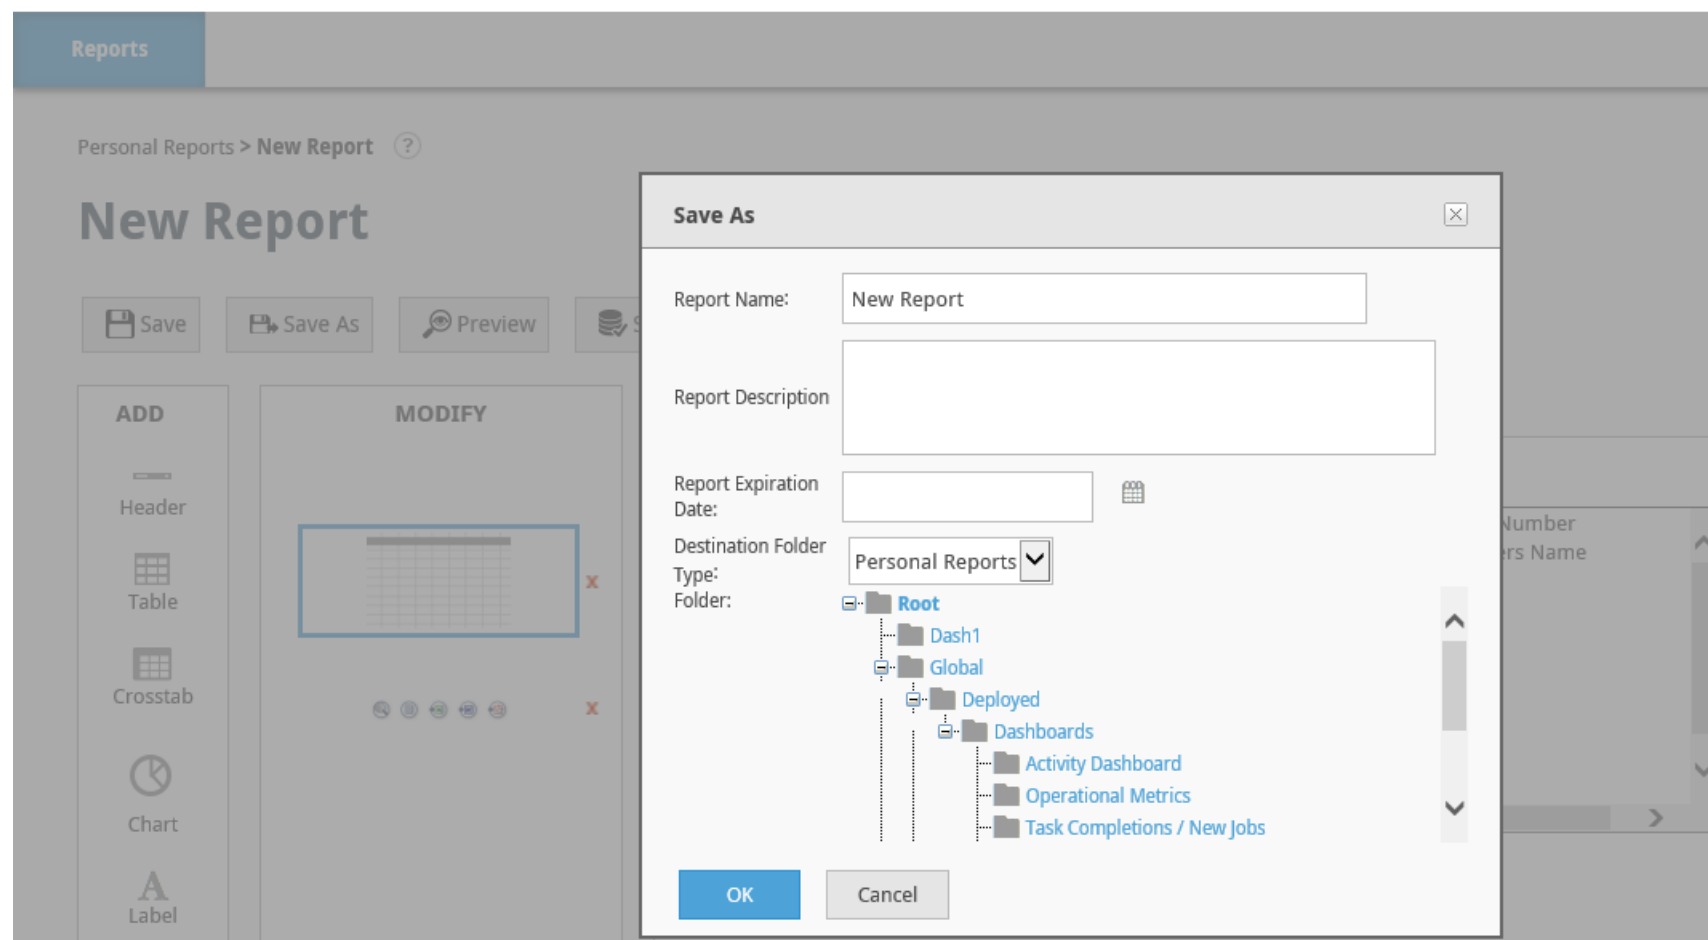 Reports
Personal Reports > New Report ?
New Report
Save
Save As
Preview
ADD
Header
Table
Crosstab
Chart
Label
MODIFY
x
x
Save As
Report Name:
New Report
Report Description
Report Expiration
Date:
Destination Folder
Type:
Personal Reports
Folder:
Root
Dash1
Global
Deployed
Dashboards
Activity Dashboard
Operational Metrics
Task Completions / New Jobs
OK
Cancel
Number
Name